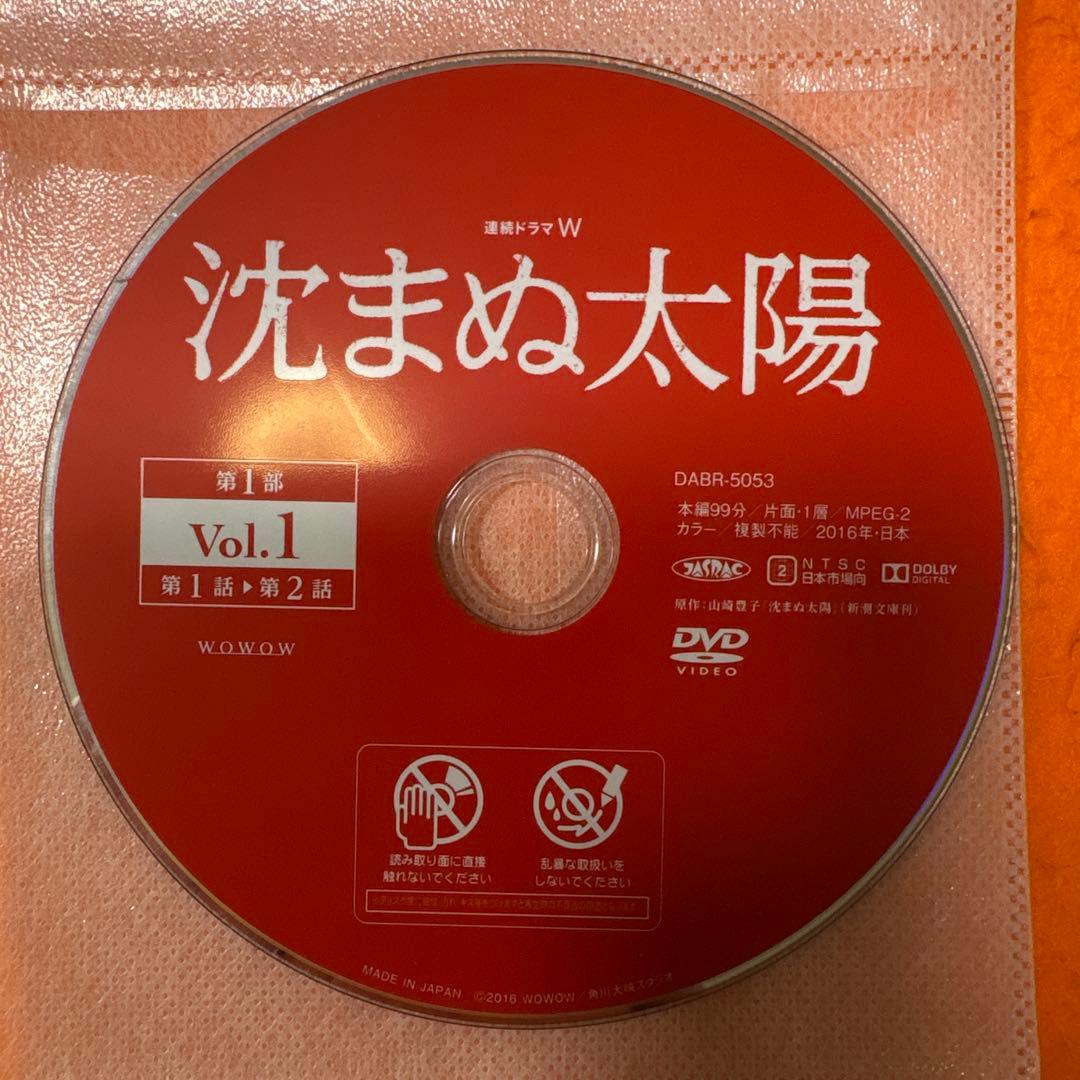 連続ドラマW
沈まぬ太陽
第1部
Vol.1
第1話▶第2話
WOWOW
DABR-5053
本編99分／片面・1層／MPEG-2
カラー／複製不能／2016年・日本
JASRAC
2
NTSC
日本市場向
DOLBY
DIGITAL
原作：山崎豊子「沈まぬ太陽」（新潮文庫刊）
DVD
VIDEO
読み取り面に直接
触れないでください
乱暴な取扱いを
しないでください
MADE IN JAPAN ©2016 WOWOW／角川大映スタジオ